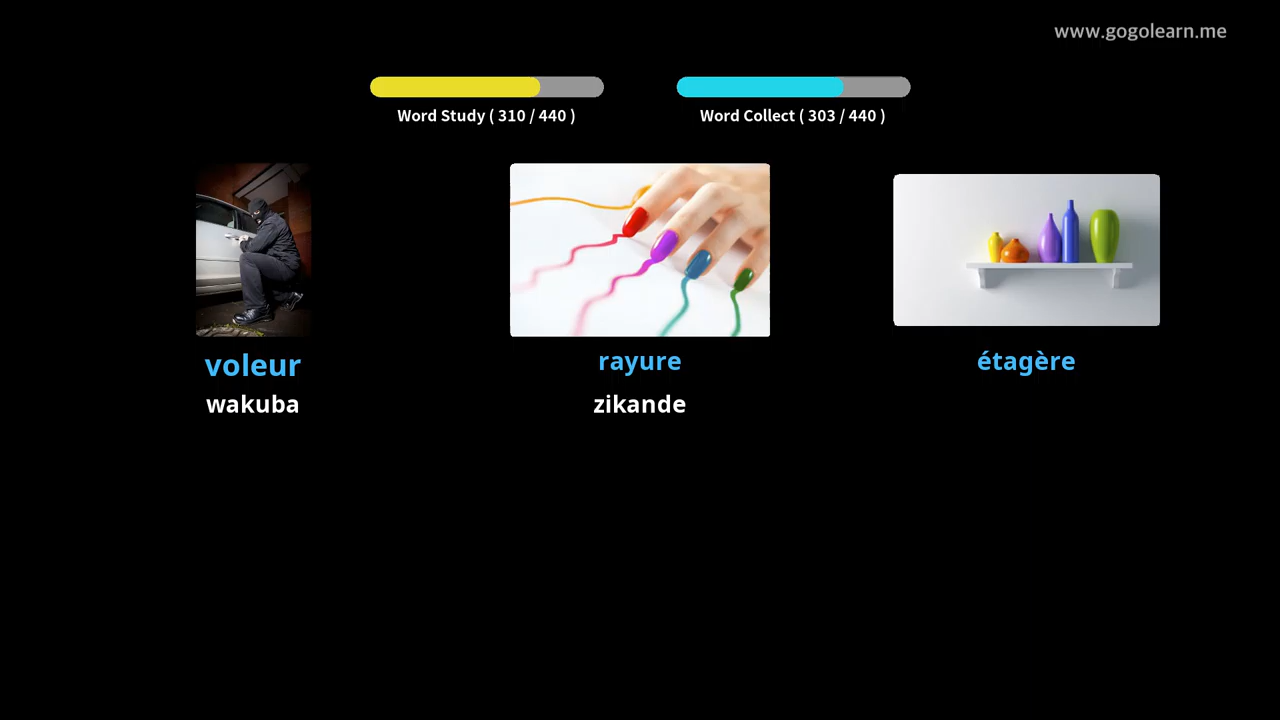 www.gogolearn.me
Word Study ( 310 / 440 )
Word Collect ( 303 / 440 )
voleur
wakuba
rayure
zikande
étagère